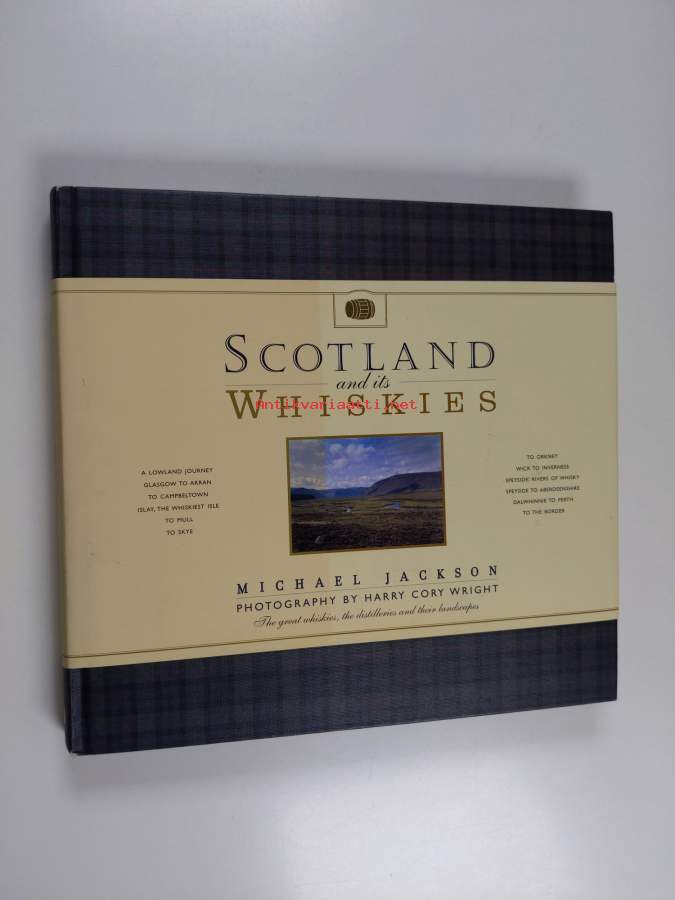 SCOTLAND
and its
WHISKIES
Antikvariaatti.net
A LOWLAND JOURNEY
GLASGOW TO ARRAN
TO CAMPBELTOWN
ISLAY, THE WHISKIEST ISLE
TO MULL
TO SKYE
TO ORKNEY
WICK TO INVERNESS
SPEYSIDE RIVERS OF WHISKY
SPEYSIDE TO ABERDEENSHIRE
DALWHINNIE TO PERTH
TO THE BORDER
MICHAEL JACKSON
PHOTOGRAPHY BY HARRY CORY WRIGHT
The great whiskies, the distilleries and their landscapes